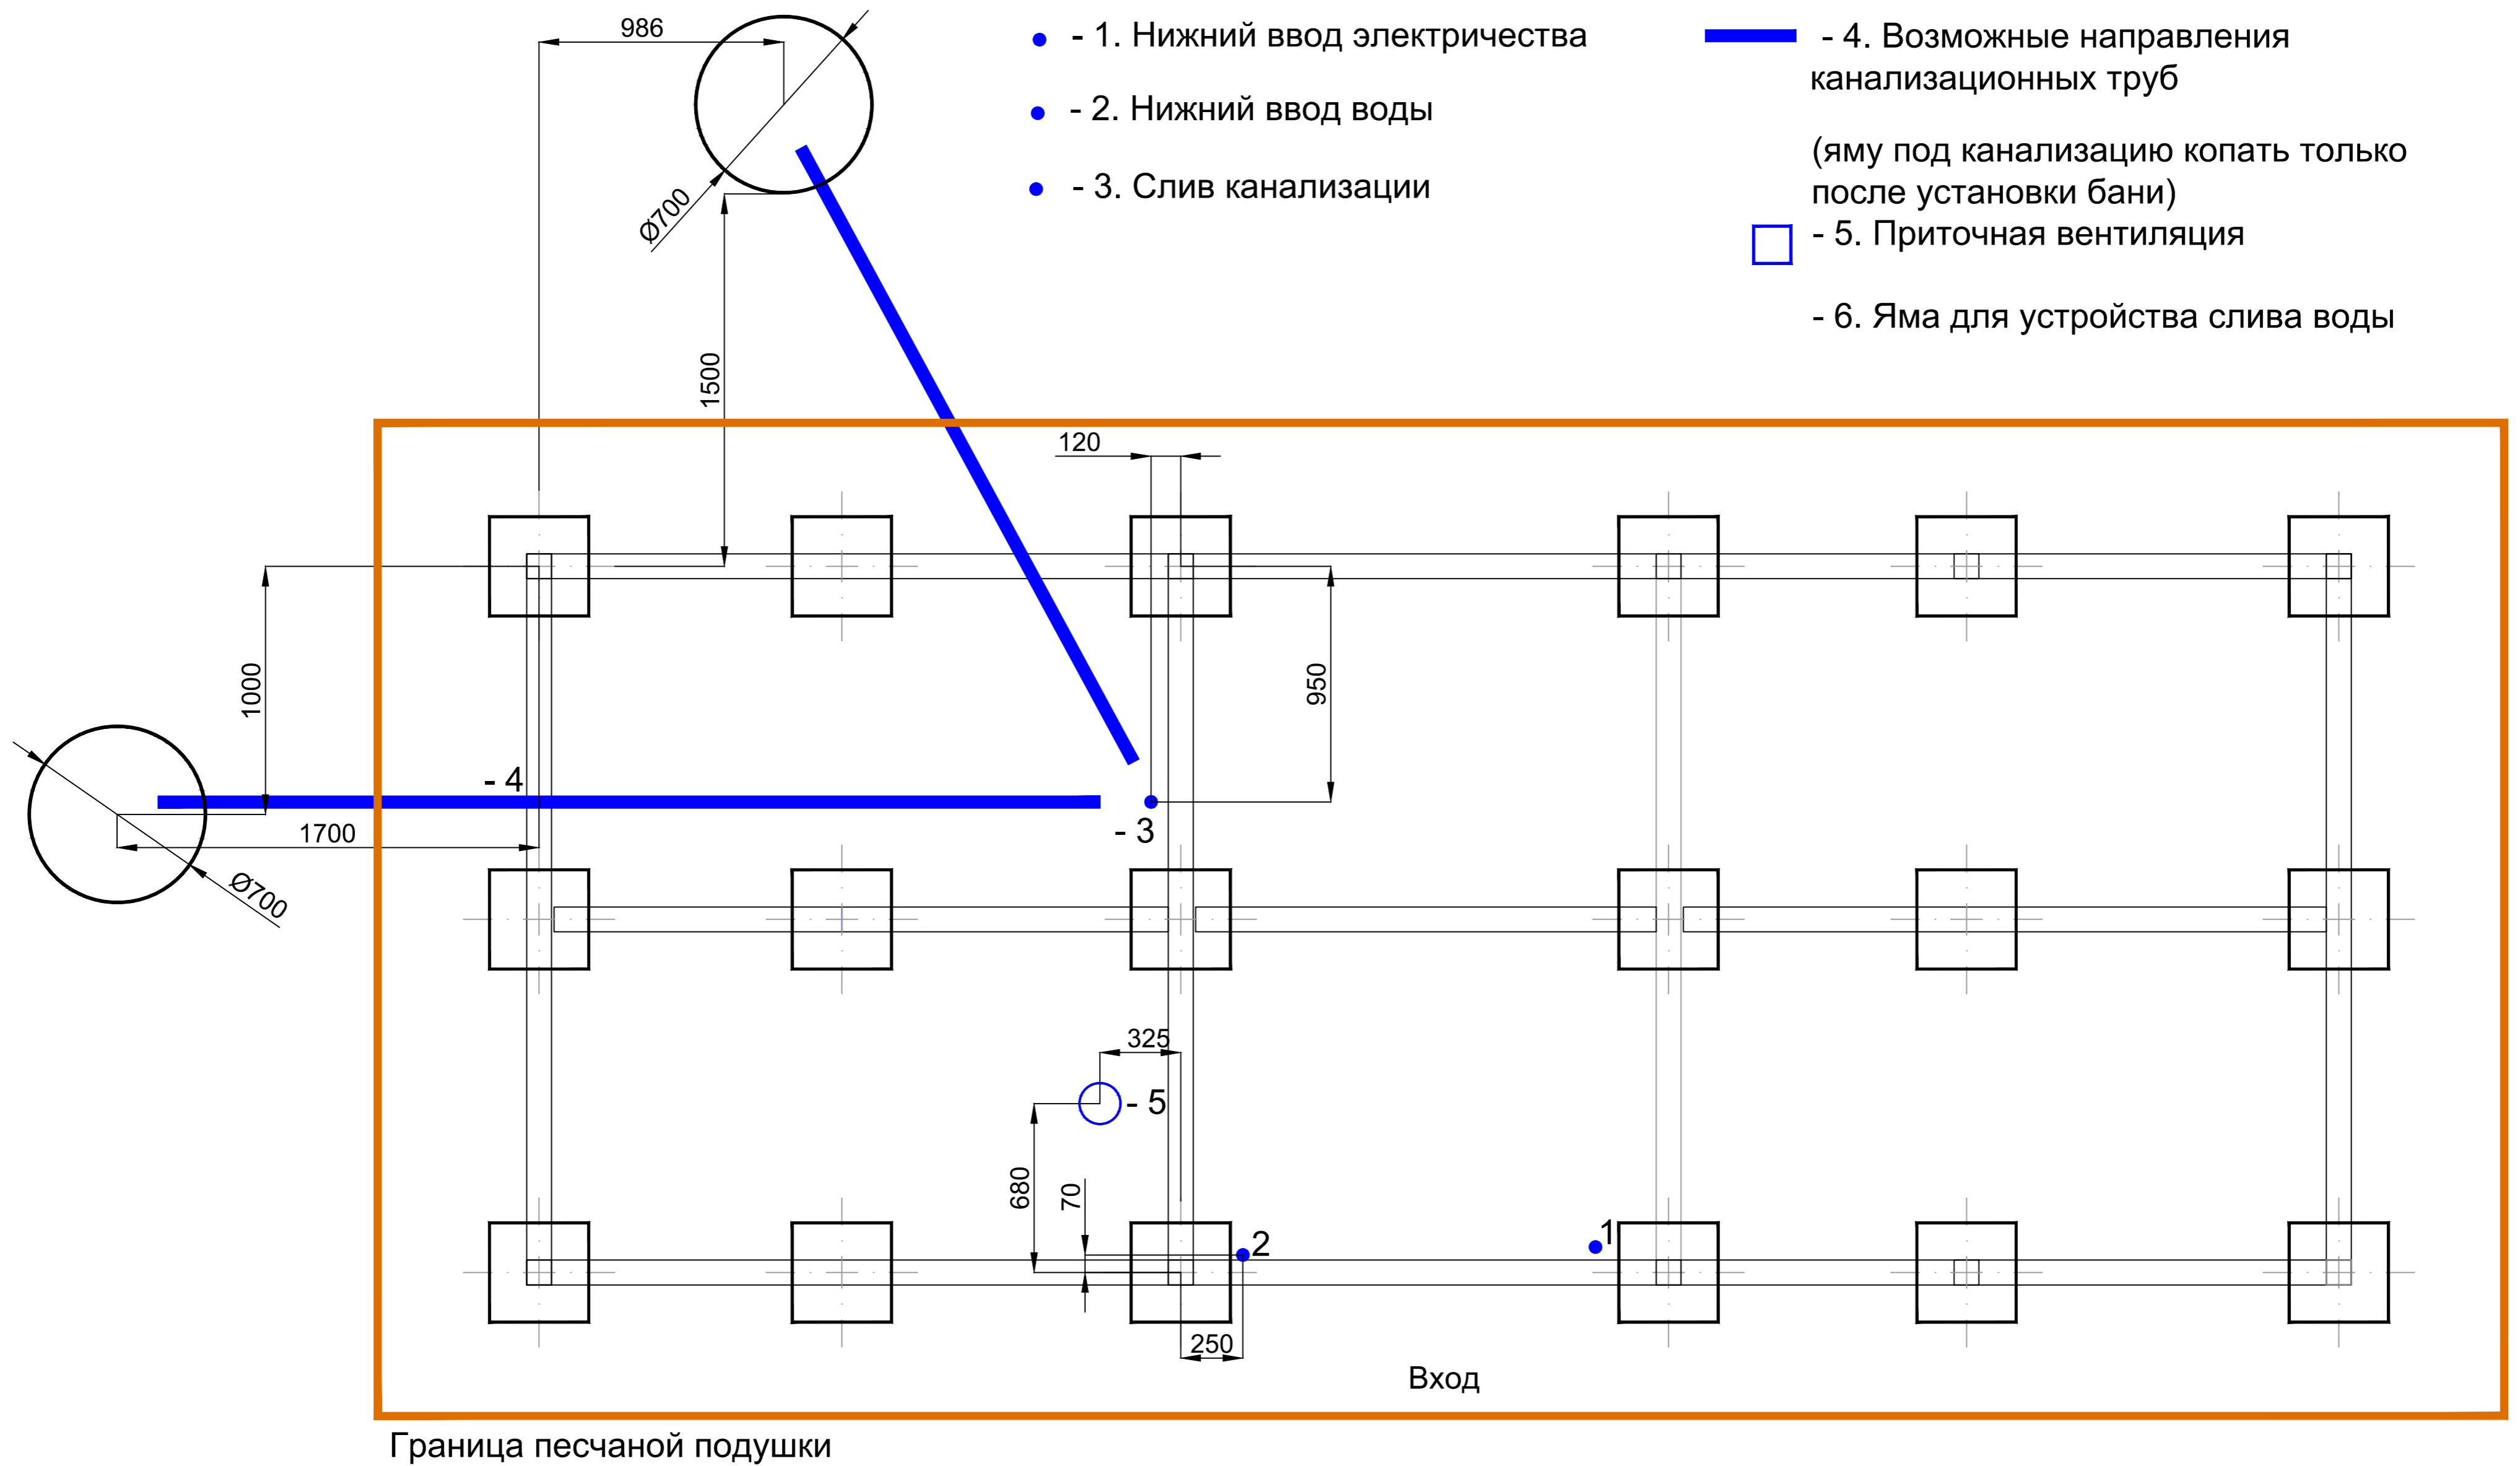 986
- 1. Нижний ввод электричества
- 2. Нижний ввод воды
- 3. Слив канализации
- 4. Возможные направления
канализационных труб
(яму под канализацию копать только
после установки бани)
- 5. Приточная вентиляция
- 6. Яма для устройства слива воды
Ø700
1500
120
1000
950
- 4
- 3
1700
Ø700
325
- 5
680
70
2
1
250
Вход
Граница песчаной подушки